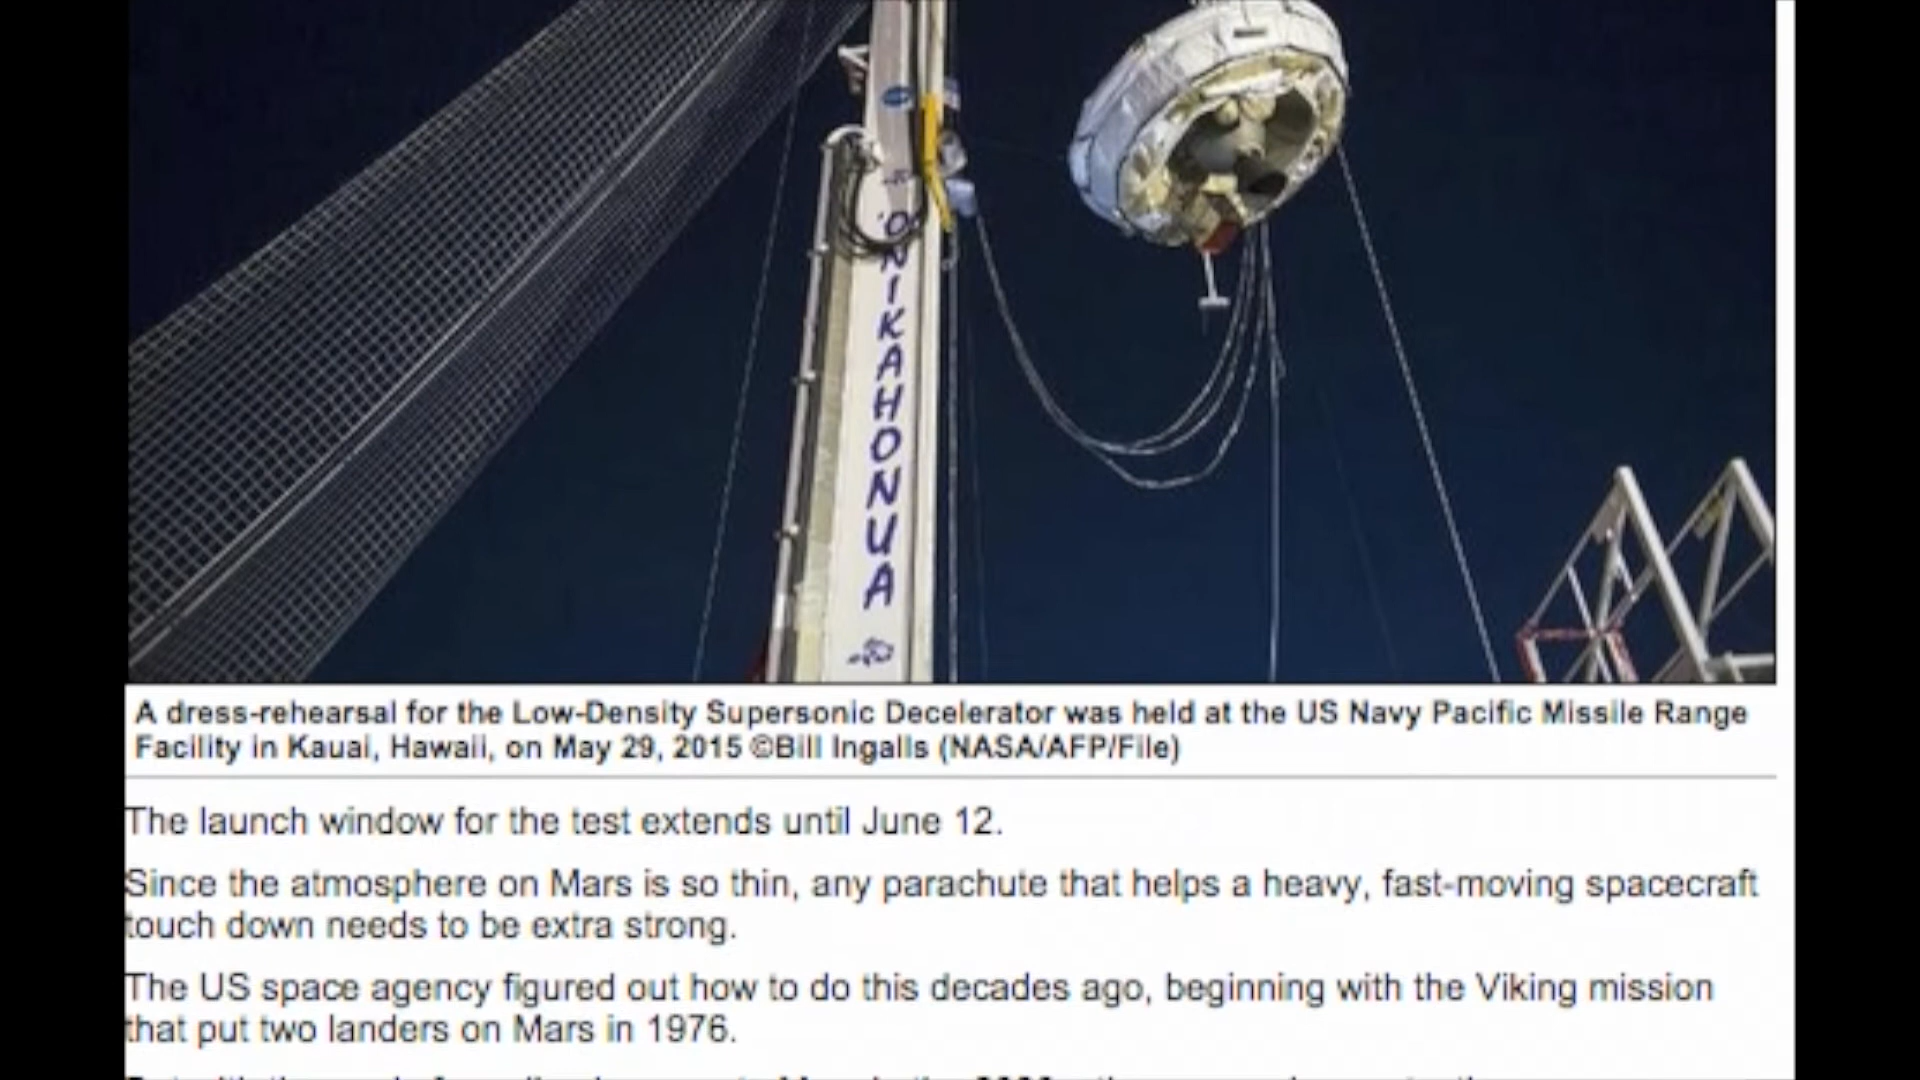 'ONIKAHONUA
A dress-rehearsal for the Low-Density Supersonic Decelerator was held at the US Navy Pacific Missile Range
Facility in Kauai, Hawaii, on May 29, 2015 ©Bill Ingalls (NASA/AFP/File)
The launch window for the test extends until June 12.
Since the atmosphere on Mars is so thin, any parachute that helps a heavy, fast-moving spacecraft
touch down needs to be extra strong.
The US space agency figured out how to do this decades ago, beginning with the Viking mission
that put two landers on Mars in 1976.